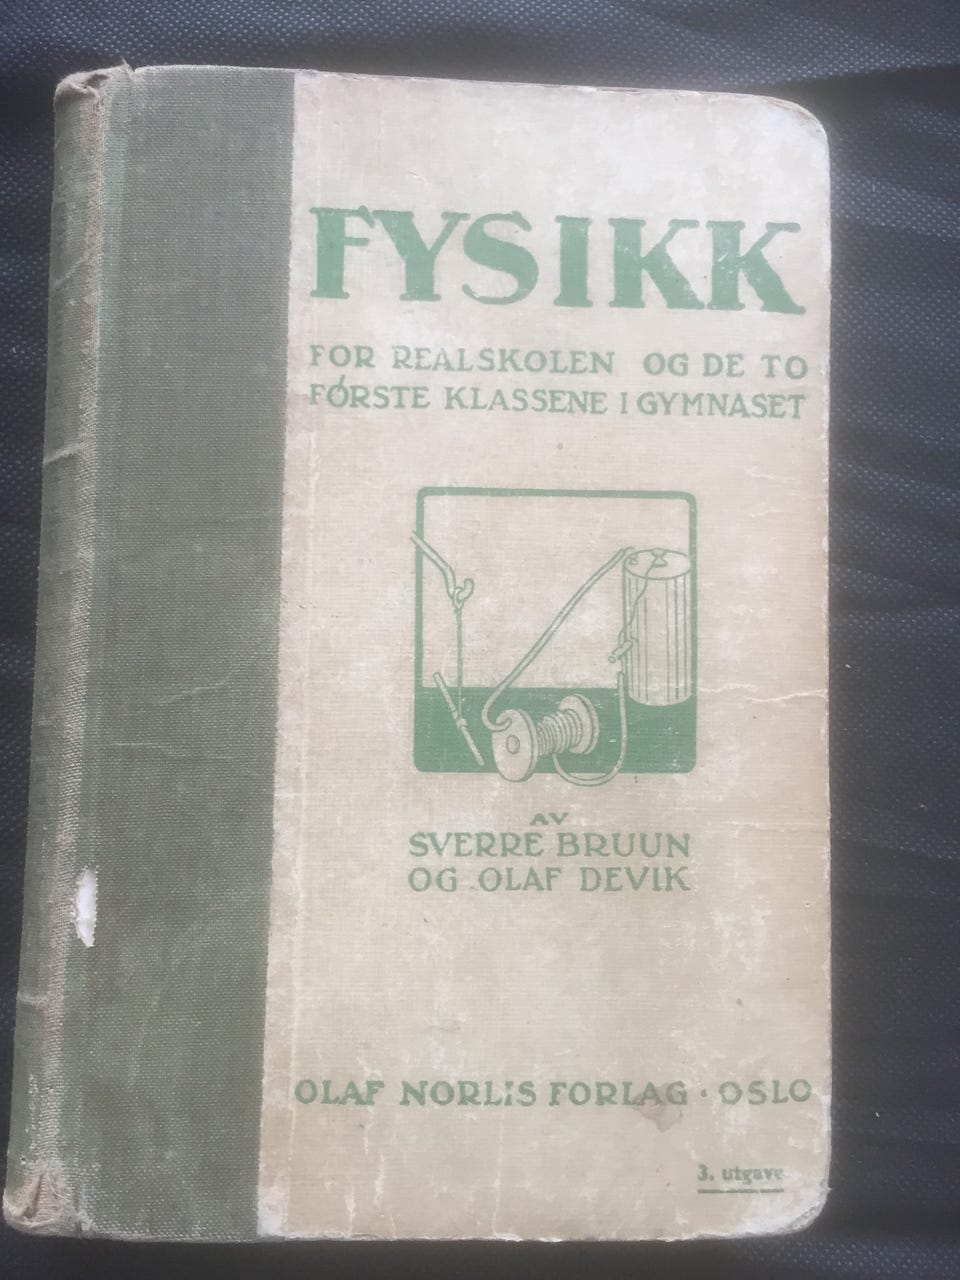 FYSIKK
FOR REALSKOLEN OG DE TO
FØRSTE KLASSENE I GYMNASET
AV
SVERRE BRUUN
OG OLAF DEVIK
OLAF NORLIS FORLAG · OSLO
3. utgave